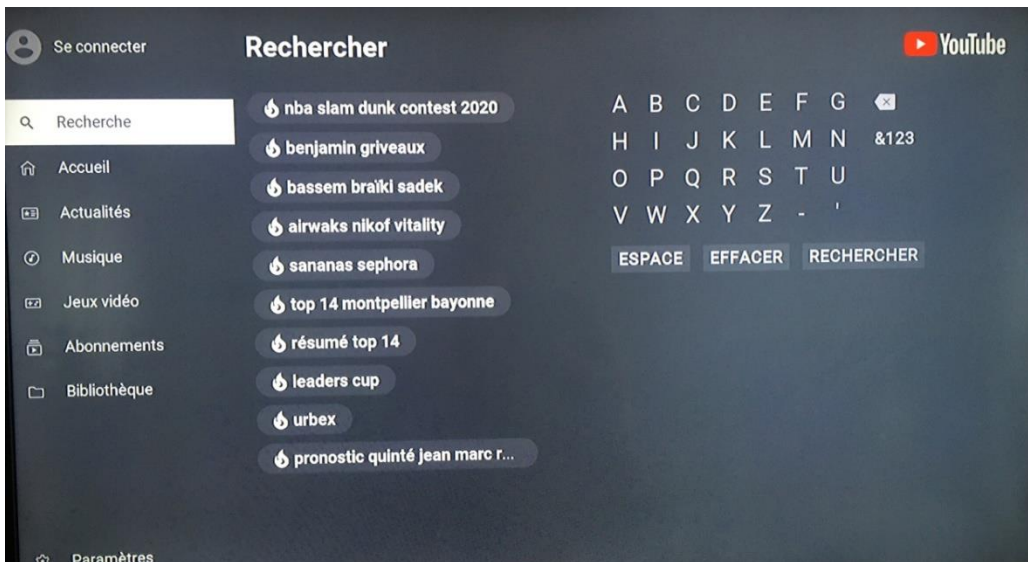 Se connecter
Rechercher
YouTube
Recherche
Accueil
Actualités
Musique
Jeux vidéo
Abonnements
Bibliothèque
Paramètres
nba slam dunk contest 2020
benjamin griveaux
bassem braïki sadek
airwaks nikof vitality
sananas sephora
top 14 montpellier bayonne
résumé top 14
leaders cup
urbex
pronostic quinté jean marc r...
A B C D E F G
H I J K L M N &123
O P Q R S T U
V W X Y Z - '
ESPACE EFFACER RECHERCHER